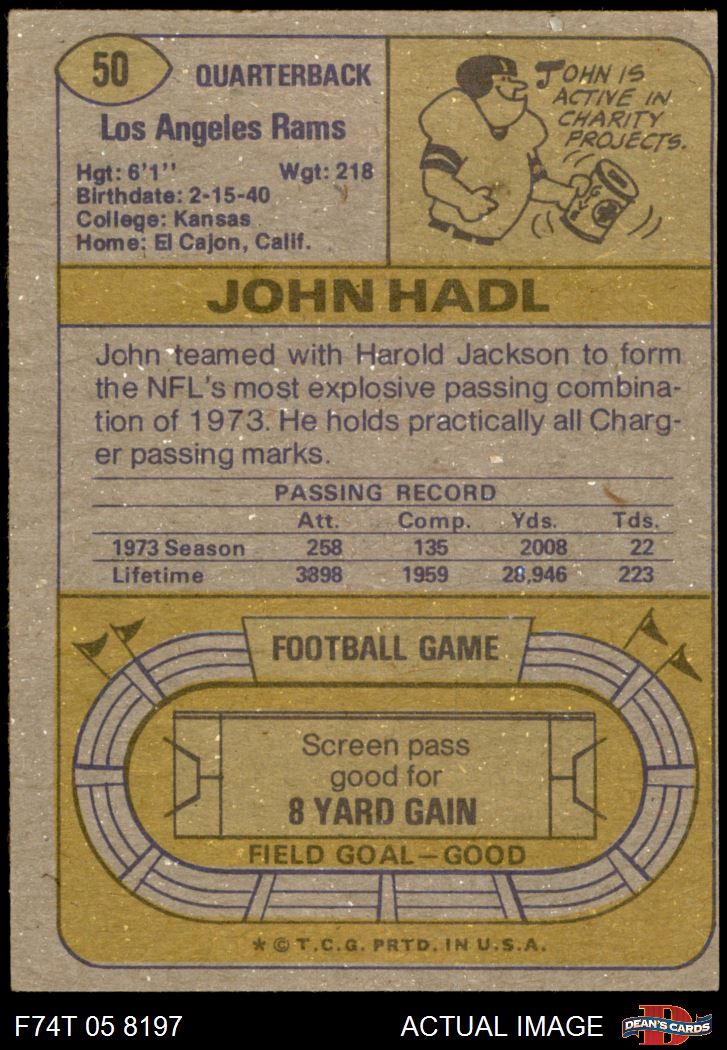 50
QUARTERBACK
Los Angeles Rams
Hgt: 6'1'' Wgt: 218
Birthdate: 2-15-40
College: Kansas
Home: El Cajon, Calif.
JOHN IS
ACTIVE IN
CHARITY
PROJECTS.
JOHN HADL
John teamed with Harold Jackson to form
the NFL's most explosive passing combina-
tion of 1973. He holds practically all Charg-
er passing marks.
PASSING RECORD
Att. Comp. Yds. Tds.
1973 Season 258 135 2008 22
Lifetime 3898 1959 28,946 223
FOOTBALL GAME
Screen pass
good for
8 YARD GAIN
FIELD GOAL—GOOD
* © T.C.G. PRTD. IN U.S.A.
F74T 05 8197 ACTUAL IMAGE
D
DEAN'S CARDS